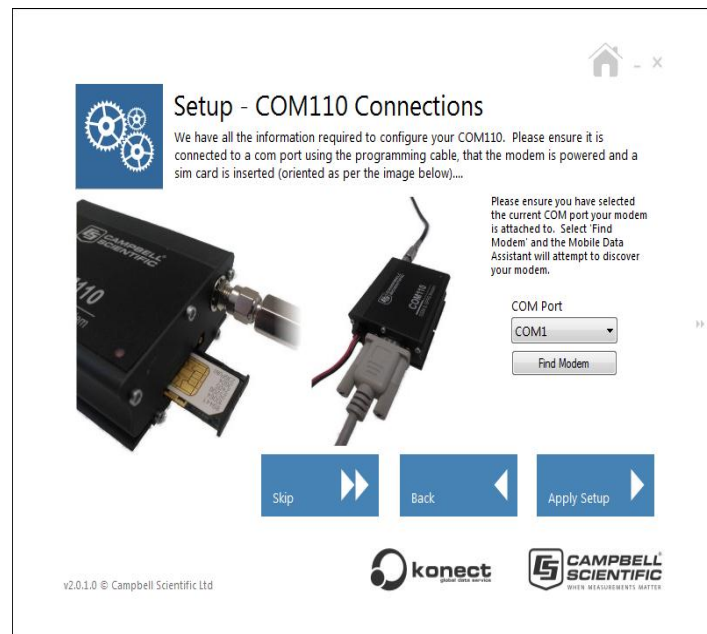 Setup - COM110 Connections
We have all the information required to configure your COM110.  Please ensure it is
connected to a com port using the programming cable, that the modem is powered and a
sim card is inserted (oriented as per the image below)....
Please ensure you have selected
the current COM port your modem
is attached to.  Select 'Find
Modem' and the Mobile Data
Assistant will attempt to discover
your modem.
CAMPBELL
SCIENTIFIC
CAMPBELL
SCIENTIFIC
COM110
COM Port
COM1
Find Modem
Skip
Back
Apply Setup
v2.0.1.0 © Campbell Scientific Ltd
konect
global data service
CAMPBELL
SCIENTIFIC
WHEN MEASUREMENTS MATTER